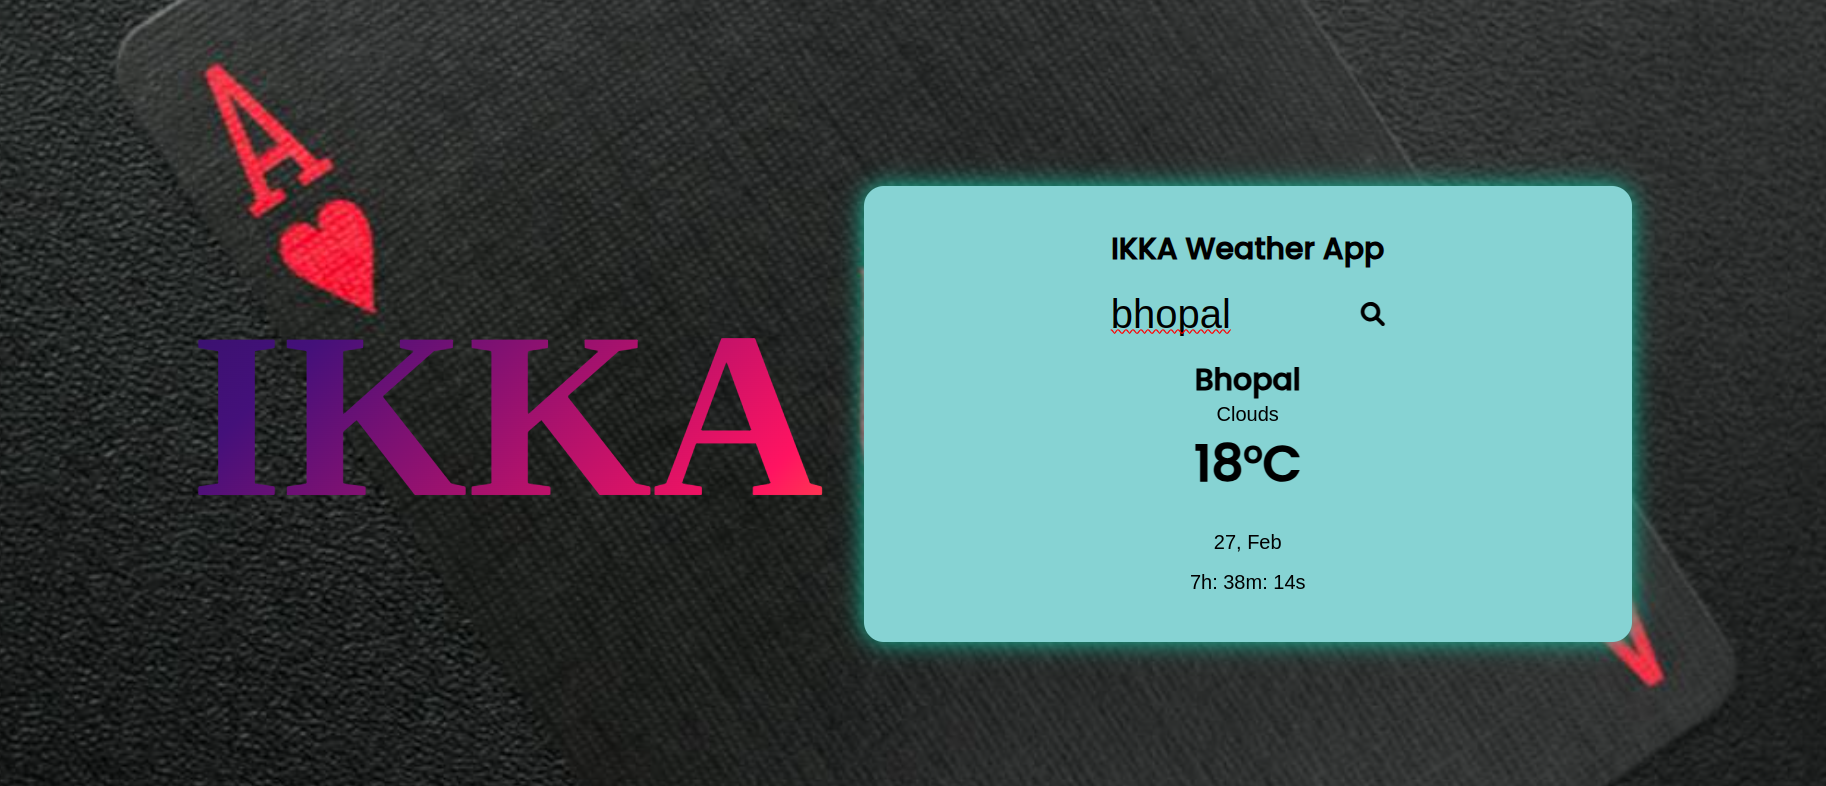 A
IKKA
IKKA Weather App
bhopal
Bhopal
Clouds
18°C
27, Feb
7h: 38m: 14s